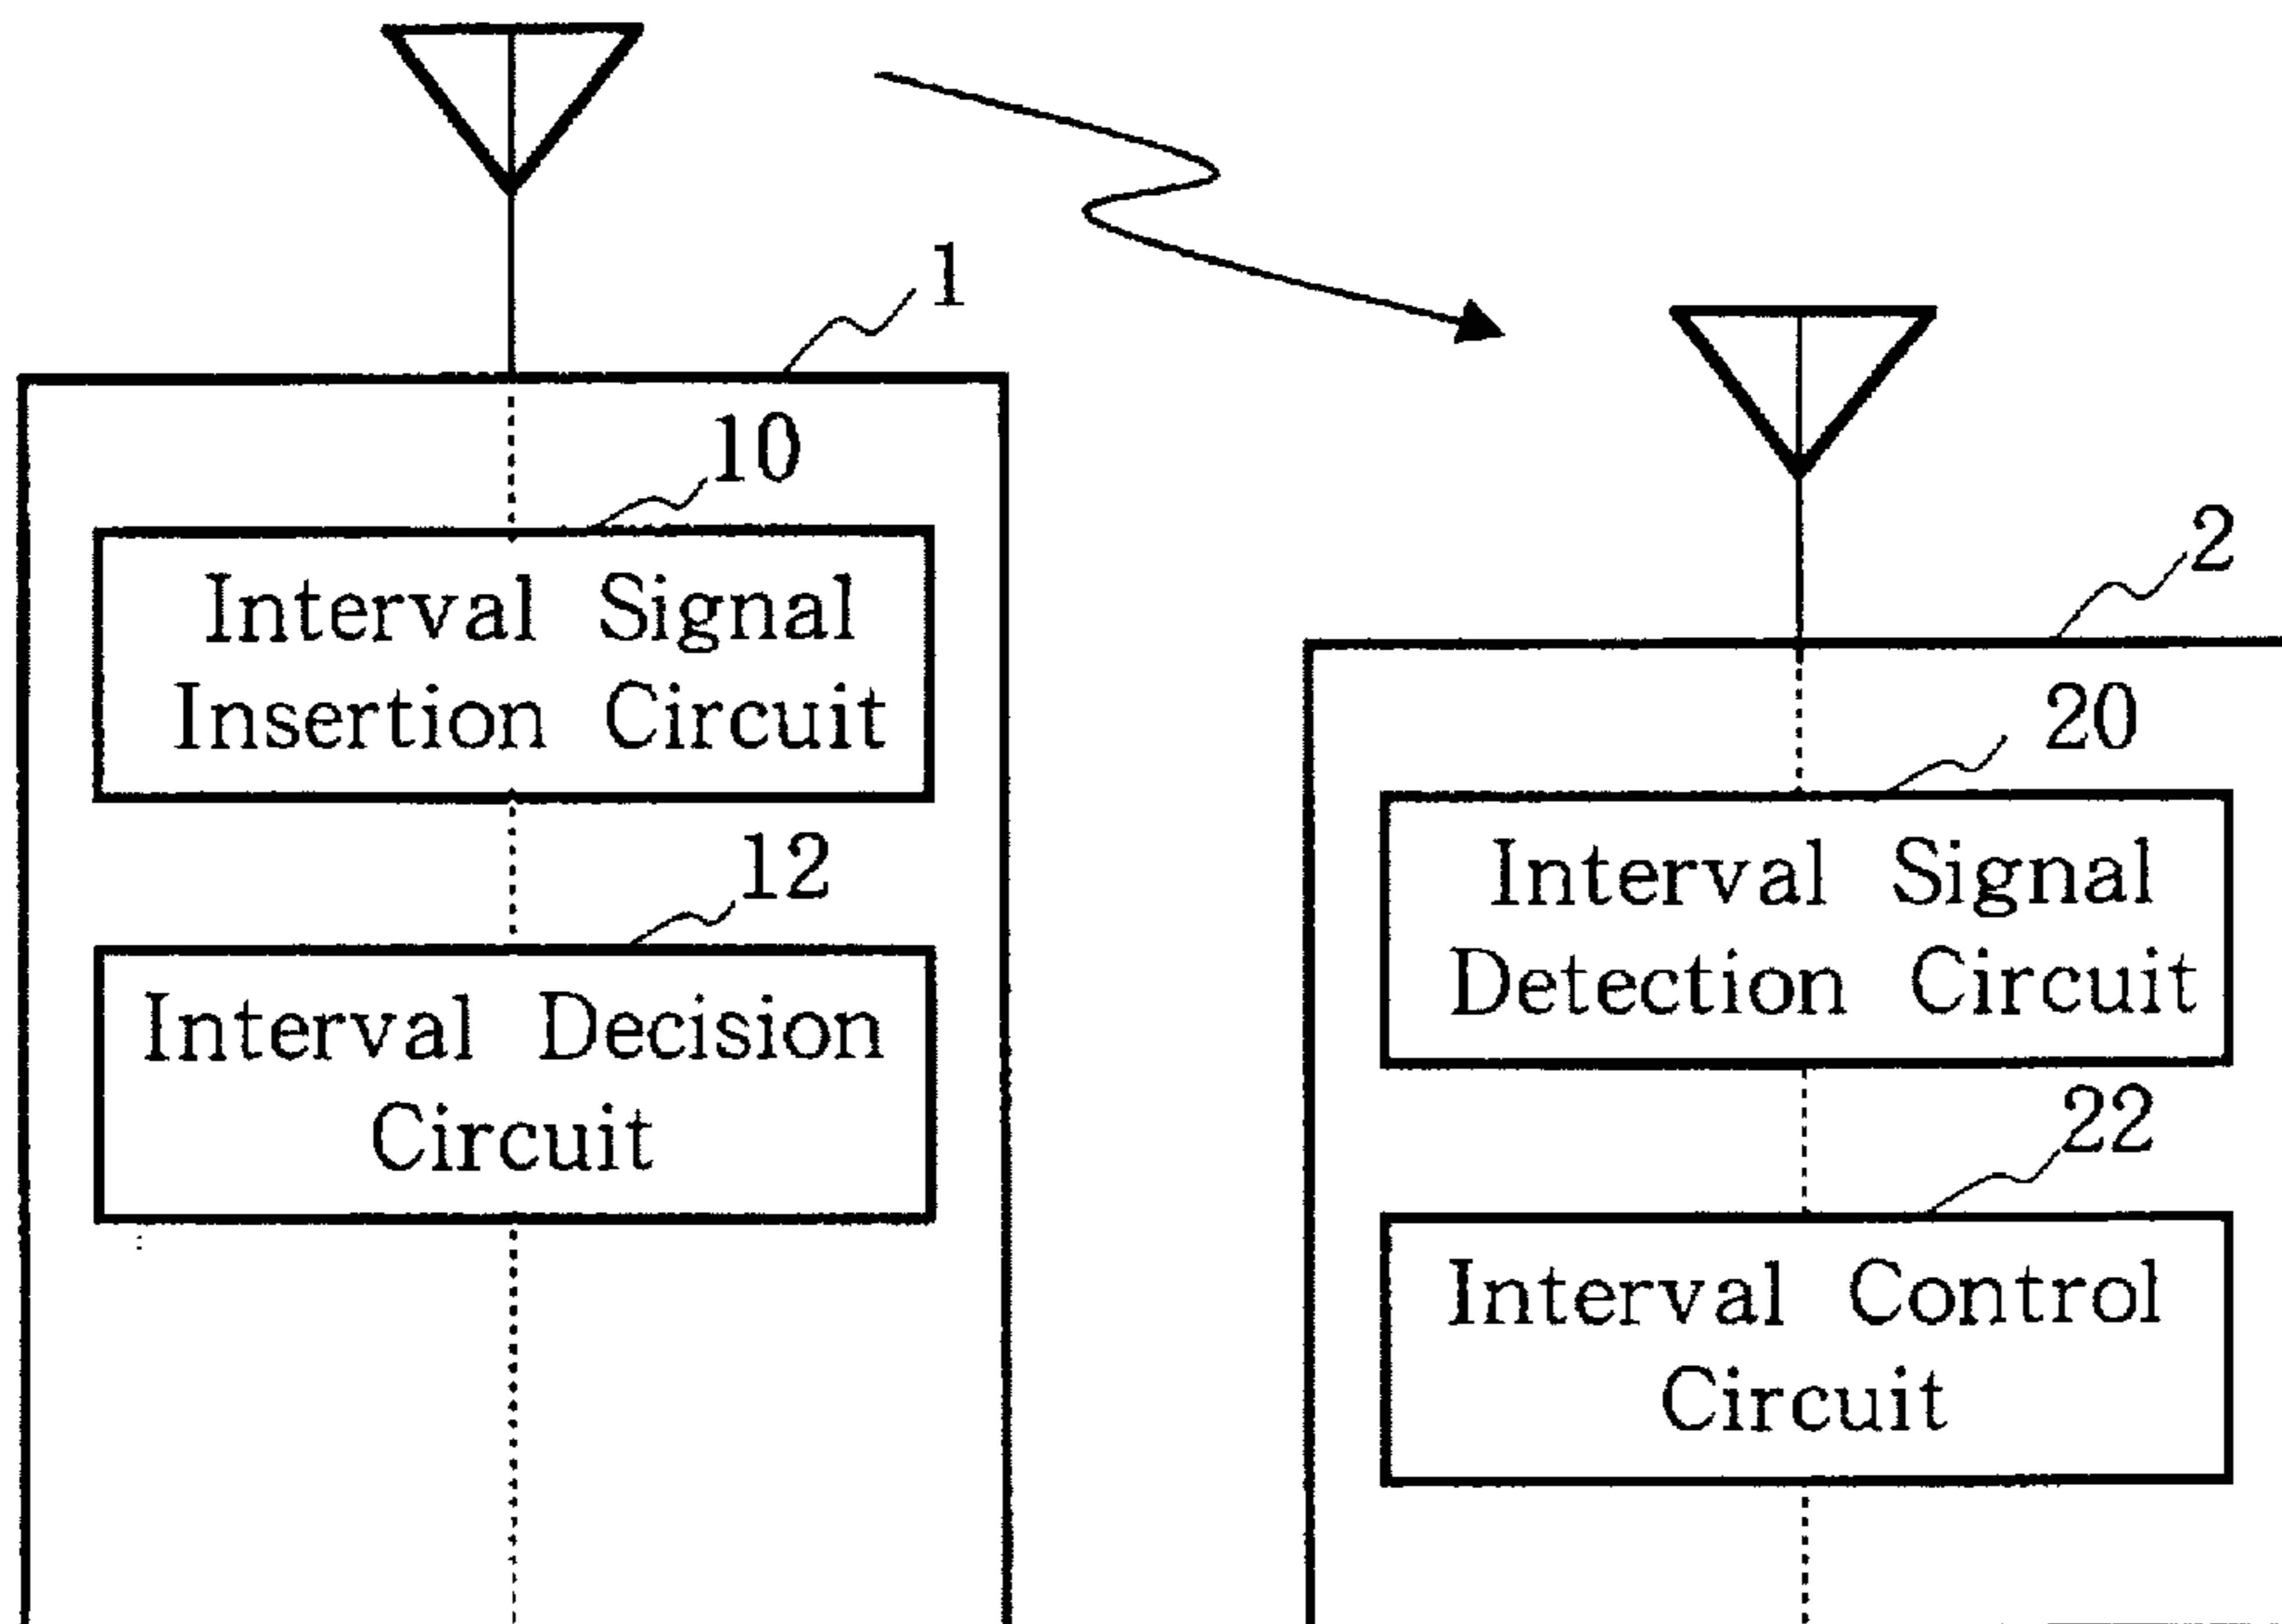 1
10
Interval Signal
Insertion Circuit
12
Interval Decision
Circuit
2
20
Interval Signal
Detection Circuit
22
Interval Control
Circuit